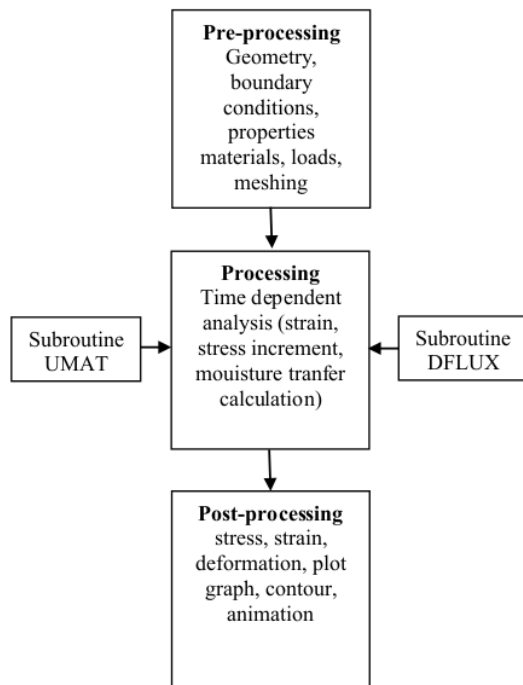 Pre-processing
Geometry,
boundary
conditions,
properties
materials, loads,
meshing
Processing
Time dependent
analysis (strain,
stress increment,
mouisture tranfer
calculation)
Subroutine
UMAT
Subroutine
DFLUX
Post-processing
stress, strain,
deformation, plot
graph, contour,
animation